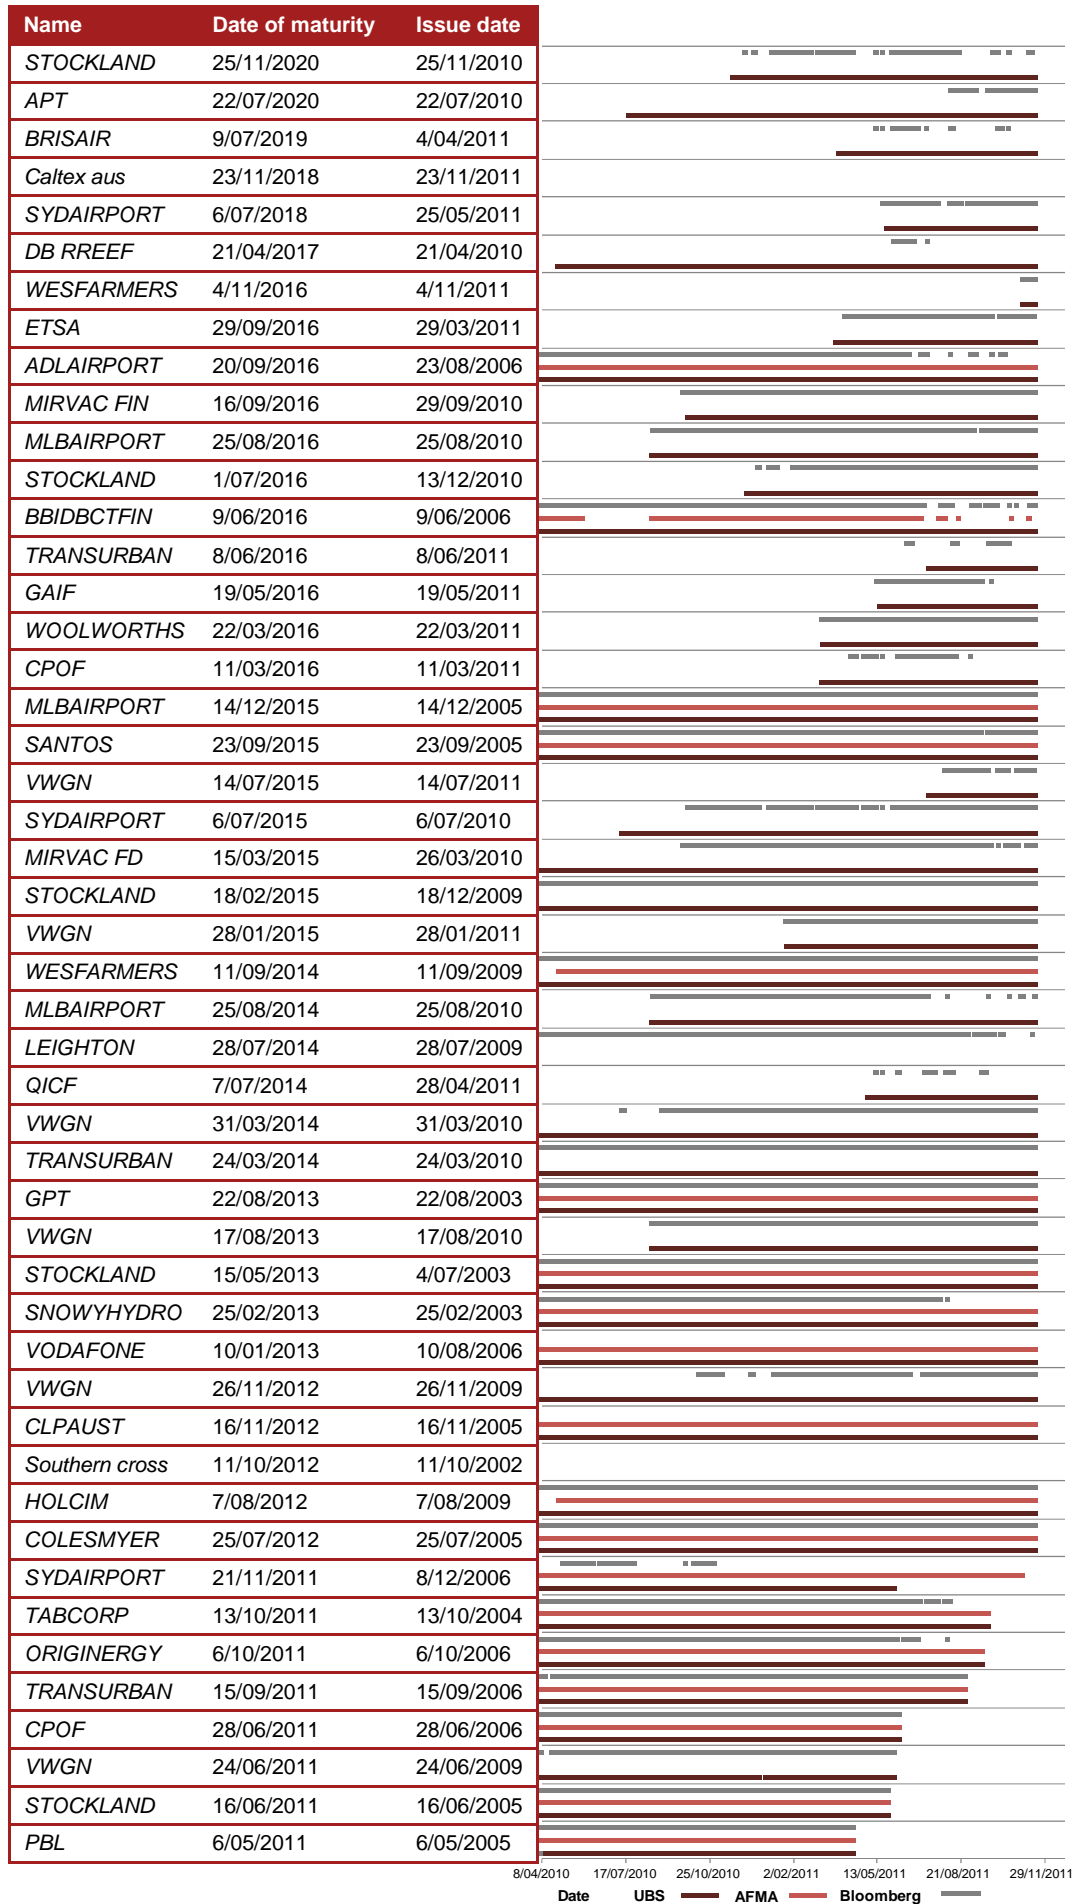 Name Date of maturity Issue date
STOCKLAND 25/11/2020 25/11/2010
APT 22/07/2020 22/07/2010
BRISAIR 9/07/2019 4/04/2011
Caltex aus 23/11/2018 23/11/2011
SYDAIRPORT 6/07/2018 25/05/2011
DB RREEF 21/04/2017 21/04/2010
WESFARMERS 4/11/2016 4/11/2011
ETSA 29/09/2016 29/03/2011
ADLAIRPORT 20/09/2016 23/08/2006
MIRVAC FIN 16/09/2016 29/09/2010
MLBAIRPORT 25/08/2016 25/08/2010
STOCKLAND 1/07/2016 13/12/2010
BBIDBCTFIN 9/06/2016 9/06/2006
TRANSURBAN 8/06/2016 8/06/2011
GAIF 19/05/2016 19/05/2011
WOOLWORTHS 22/03/2016 22/03/2011
CPOF 11/03/2016 11/03/2011
MLBAIRPORT 14/12/2015 14/12/2005
SANTOS 23/09/2015 23/09/2005
VWGN 14/07/2015 14/07/2011
SYDAIRPORT 6/07/2015 6/07/2010
MIRVAC FD 15/03/2015 26/03/2010
STOCKLAND 18/02/2015 18/12/2009
VWGN 28/01/2015 28/01/2011
WESFARMERS 11/09/2014 11/09/2009
MLBAIRPORT 25/08/2014 25/08/2010
LEIGHTON 28/07/2014 28/07/2009
QICF 7/07/2014 28/04/2011
VWGN 31/03/2014 31/03/2010
TRANSURBAN 24/03/2014 24/03/2010
GPT 22/08/2013 22/08/2003
VWGN 17/08/2013 17/08/2010
STOCKLAND 15/05/2013 4/07/2003
SNOWYHYDRO 25/02/2013 25/02/2003
VODAFONE 10/01/2013 10/08/2006
VWGN 26/11/2012 26/11/2009
CLPAUST 16/11/2012 16/11/2005
Southern cross 11/10/2012 11/10/2002
HOLCIM 7/08/2012 7/08/2009
COLESMYER 25/07/2012 25/07/2005
SYDAIRPORT 21/11/2011 8/12/2006
TABCORP 13/10/2011 13/10/2004
ORIGINERGY 6/10/2011 6/10/2006
TRANSURBAN 15/09/2011 15/09/2006
CPOF 28/06/2011 28/06/2006
VWGN 24/06/2011 24/06/2009
STOCKLAND 16/06/2011 16/06/2005
PBL 6/05/2011 6/05/2005
8/04/2010 17/07/2010 25/10/2010 2/02/2011 13/05/2011 21/08/2011 29/11/2011
Date UBS AFMA Bloomberg